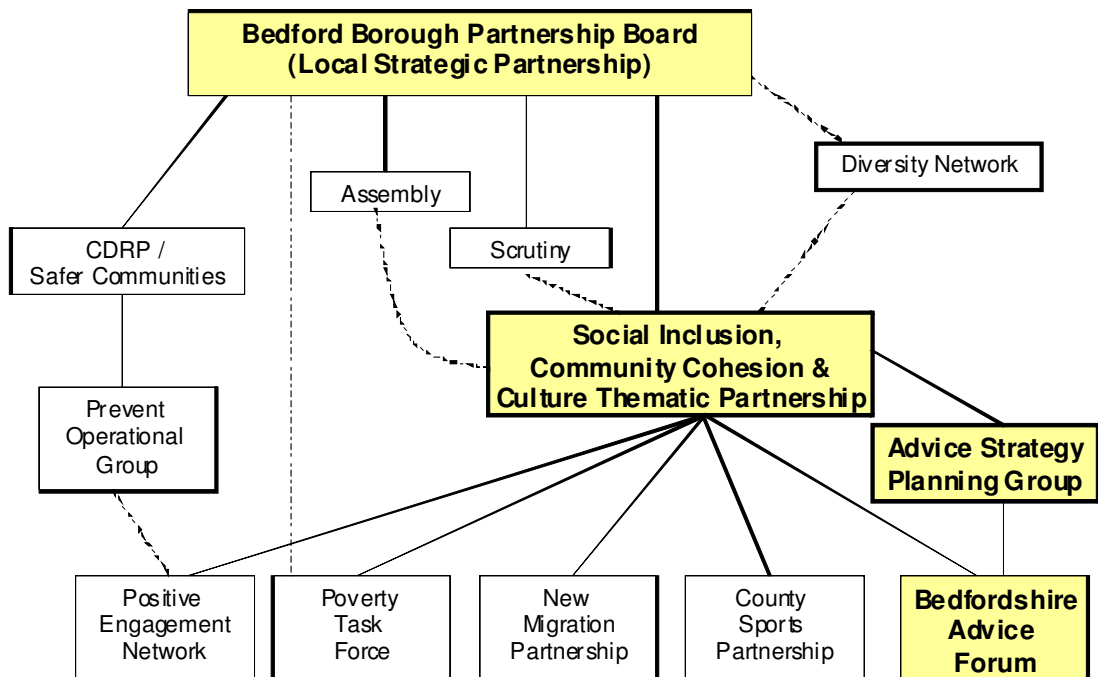 Bedford Borough Partnership Board
(Local Strategic Partnership)
Diversity Network
Assembly
CDRP /
Safer Communities
Scrutiny
Social Inclusion,
Community Cohesion &
Culture Thematic Partnership
Prevent
Operational
Group
Advice Strategy
Planning Group
Positive
Engagement
Network
Poverty
Task
Force
New
Migration
Partnership
County
Sports
Partnership
Bedfordshire
Advice
Forum